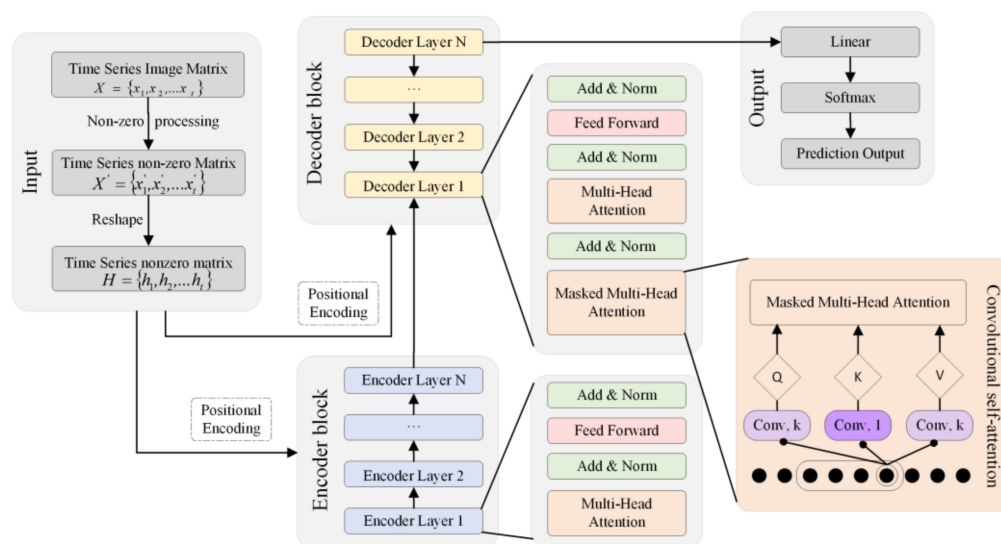 Input
Time Series Image Matrix
X = {x₁,x₂,...x ₜ}
Non-zero processing
Time Series non-zero Matrix
X' = {x'₁,x'₂,...x'ₜ}
Reshape
Time Series nonzero matrix
H = {h₁,h₂,...hₜ}
Positional
Encoding
Positional
Encoding
Decoder block
Decoder Layer N
...
Decoder Layer 2
Decoder Layer 1
Add & Norm
Feed Forward
Add & Norm
Multi-Head
Attention
Add & Norm
Masked Multi-Head
Attention
Encoder block
Encoder Layer N
...
Encoder Layer 2
Encoder Layer 1
Add & Norm
Feed Forward
Add & Norm
Multi-Head
Attention
Output
Linear
Softmax
Prediction Output
Convolutional self-attention
Masked Multi-Head Attention
Q
K
V
Conv, k
Conv, 1
Conv, k